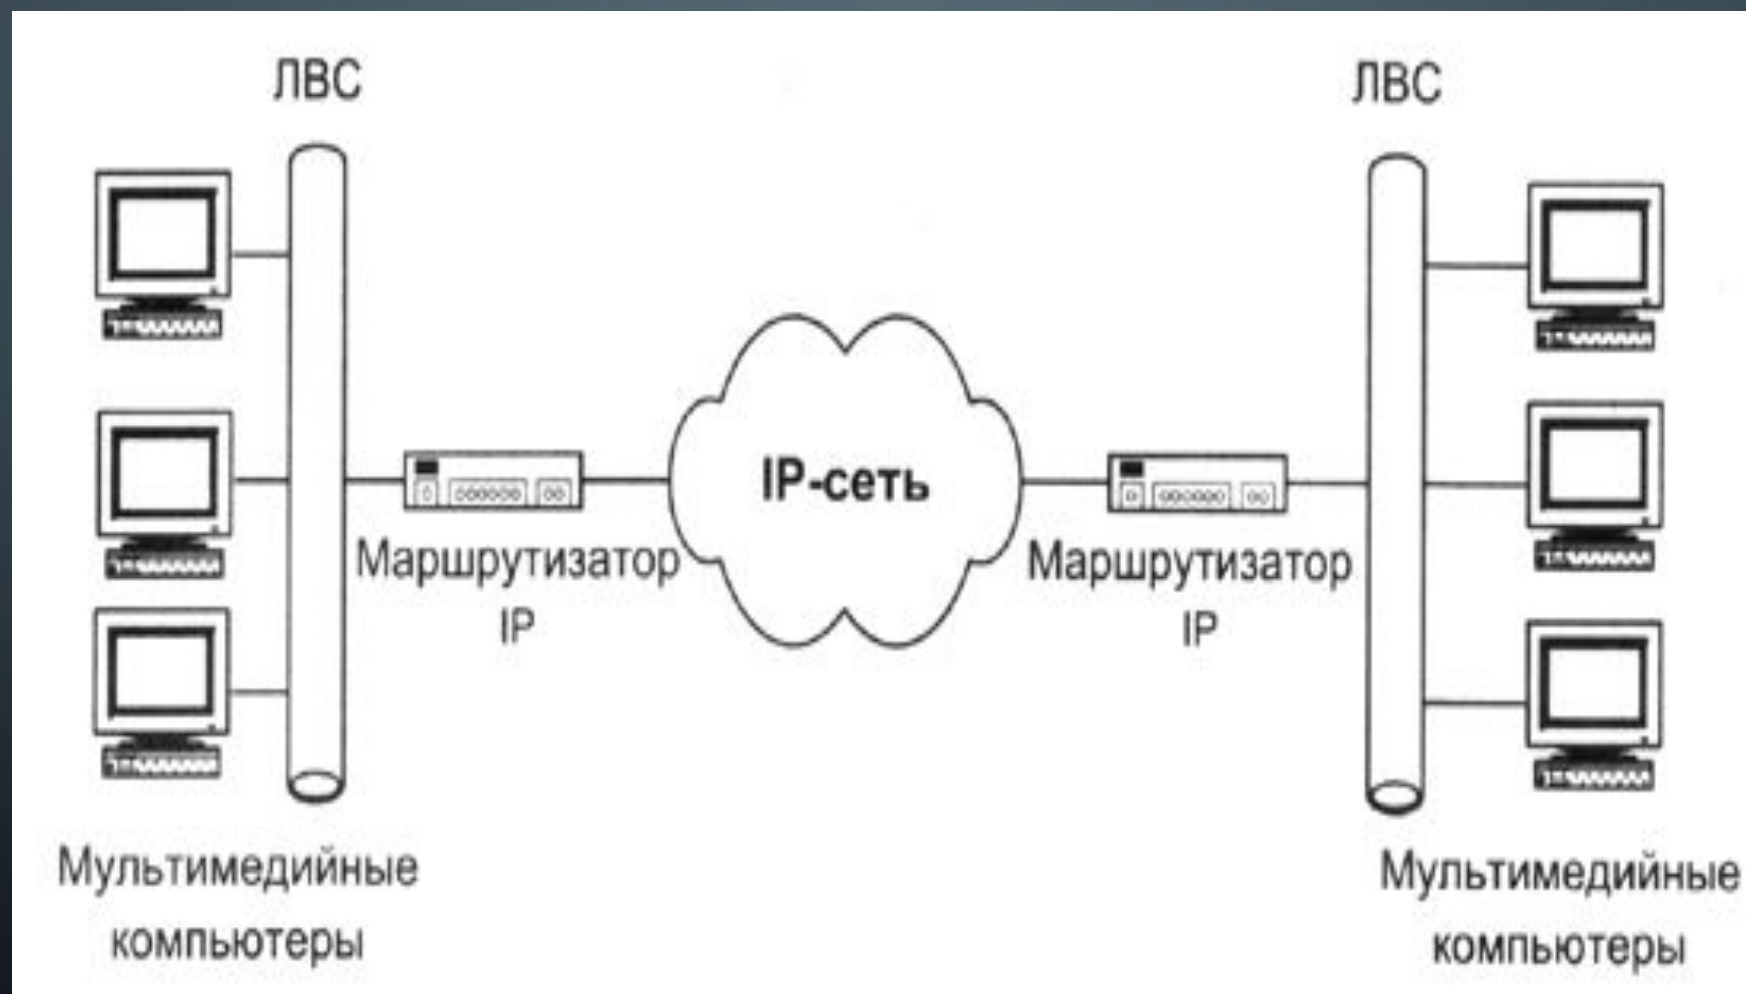 ЛВС
ЛВС
IP-сеть
Маршрутизатор
IP
Маршрутизатор
IP
Мультимедийные
компьютеры
Мультимедийные
компьютеры